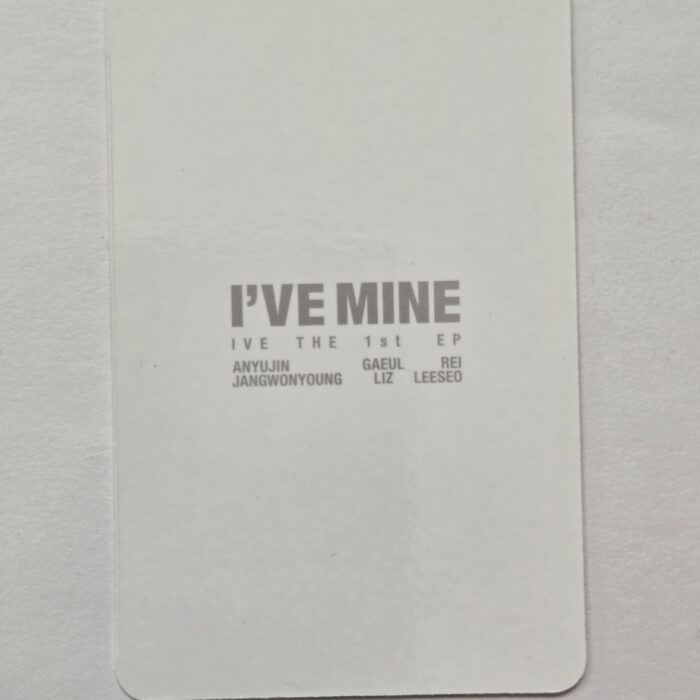 I'VE MINE
IVE THE 1st EP
ANYUJIN GAEUL REI
JANGWONYOUNG LIZ LEESEO